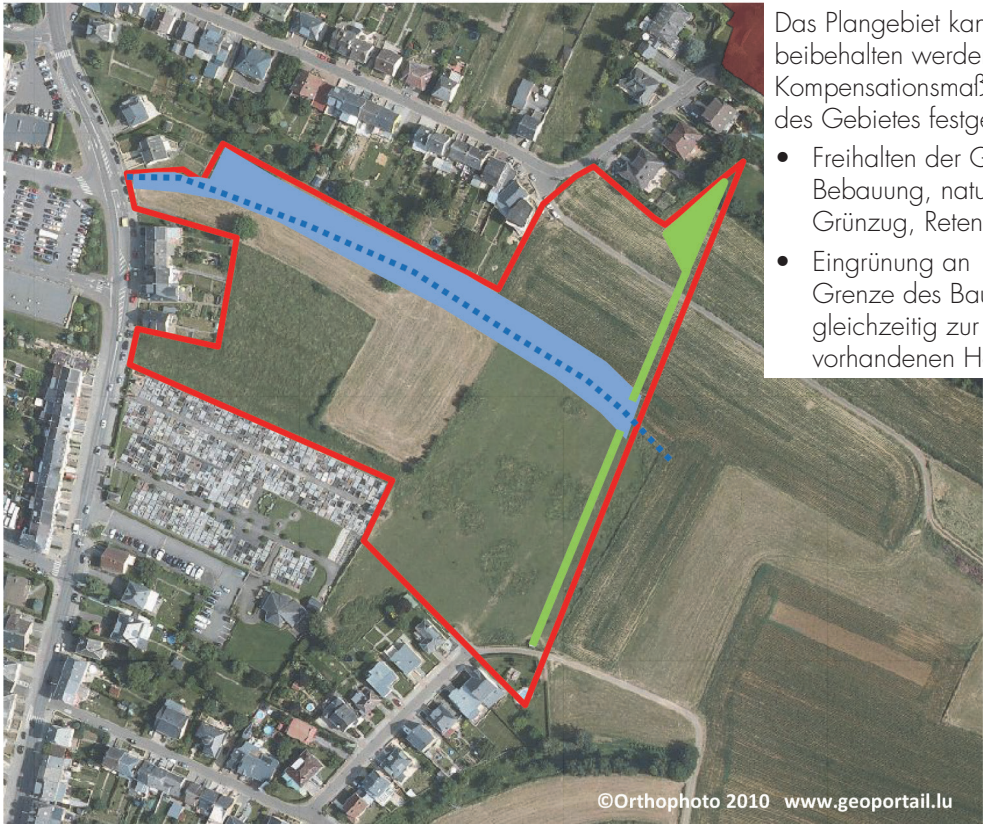 Das Plangebiet kar
beibehalten werde
Kompensationsmaß
des Gebietes festge
• Freihalten der G
Bebauung, natu
Grünzug, Reten
• Eingrünung an
Grenze des Bau
gleichzeitig zur
vorhandenen H
©Orthophoto 2010 www.geoportail.lu